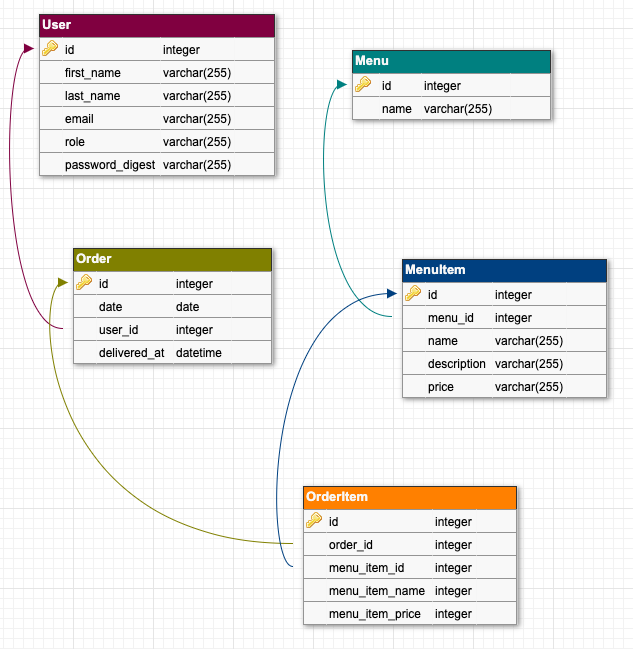 User
id integer
first_name varchar(255)
last_name varchar(255)
email varchar(255)
role varchar(255)
password_digest varchar(255)
Menu
id integer
name varchar(255)
Order
id integer
date date
user_id integer
delivered_at datetime
MenuItem
id integer
menu_id integer
name varchar(255)
description varchar(255)
price varchar(255)
OrderItem
id integer
order_id integer
menu_item_id integer
menu_item_name integer
menu_item_price integer